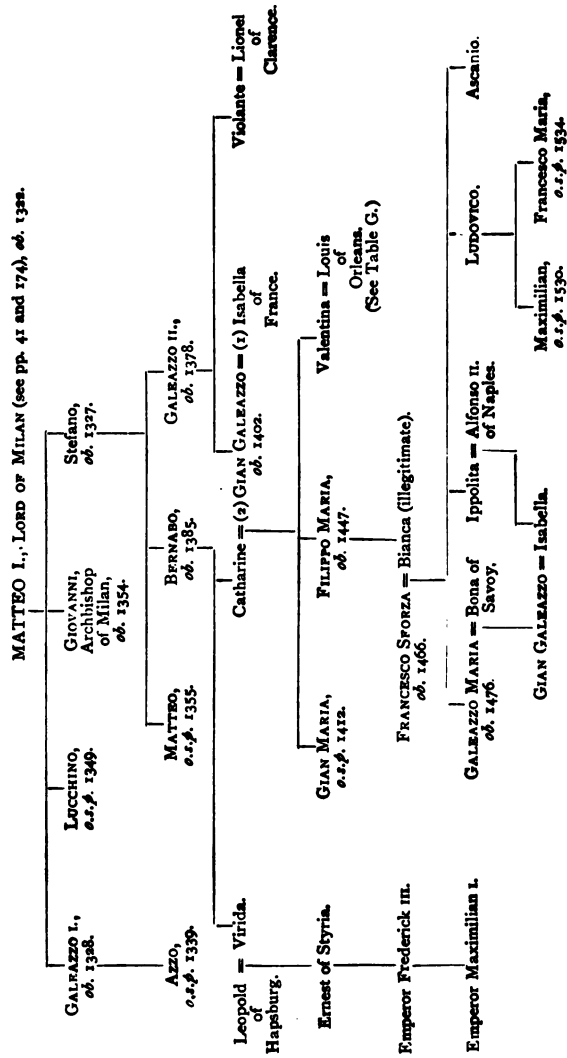 MATTEO I., LORD OF MILAN (see pp. 41 and 174), ob. 1322.
GALEAZZO I.,
ob. 1328.
LUCCHINO,
o.s.p. 1349.
GIOVANNI,
Archbishop
of Milan,
ob. 1354.
Stefano,
ob. 1327.
AZZO,
o.s.p. 1339.
MATTEO,
o.s.p. 1355.
BERNABO,
ob. 1385.
GALEAZZO II.,
ob. 1378.
Leopold = Virida.
of
Hapsburg.
Catharine = (2) GIAN GALEAZZO = (1) Isabella
ob. 1402.
of
France.
Violante = Lionel
of
Clarence.
Ernest of Styria.
GIAN MARIA,
o.s.p. 1412.
FILIPPO MARIA,
ob. 1447.
Valentina = Louis
of
Orleans.
(See Table G.)
Emperor Frederick III.
FRANCESCO SFORZA = Bianca (illegitimate).
ob. 1466.
Emperor Maximilian I.
GALEAZZO MARIA = Bona of
ob. 1476.
Savoy.
Ippolita = Alfonso II.
of Naples.
LUDOVICO.
Ascanio.
GIAN GALEAZZO = Isabella.
Maximilian,
o.s.p. 1530.
Francesco Maria,
o.s.p. 1534.